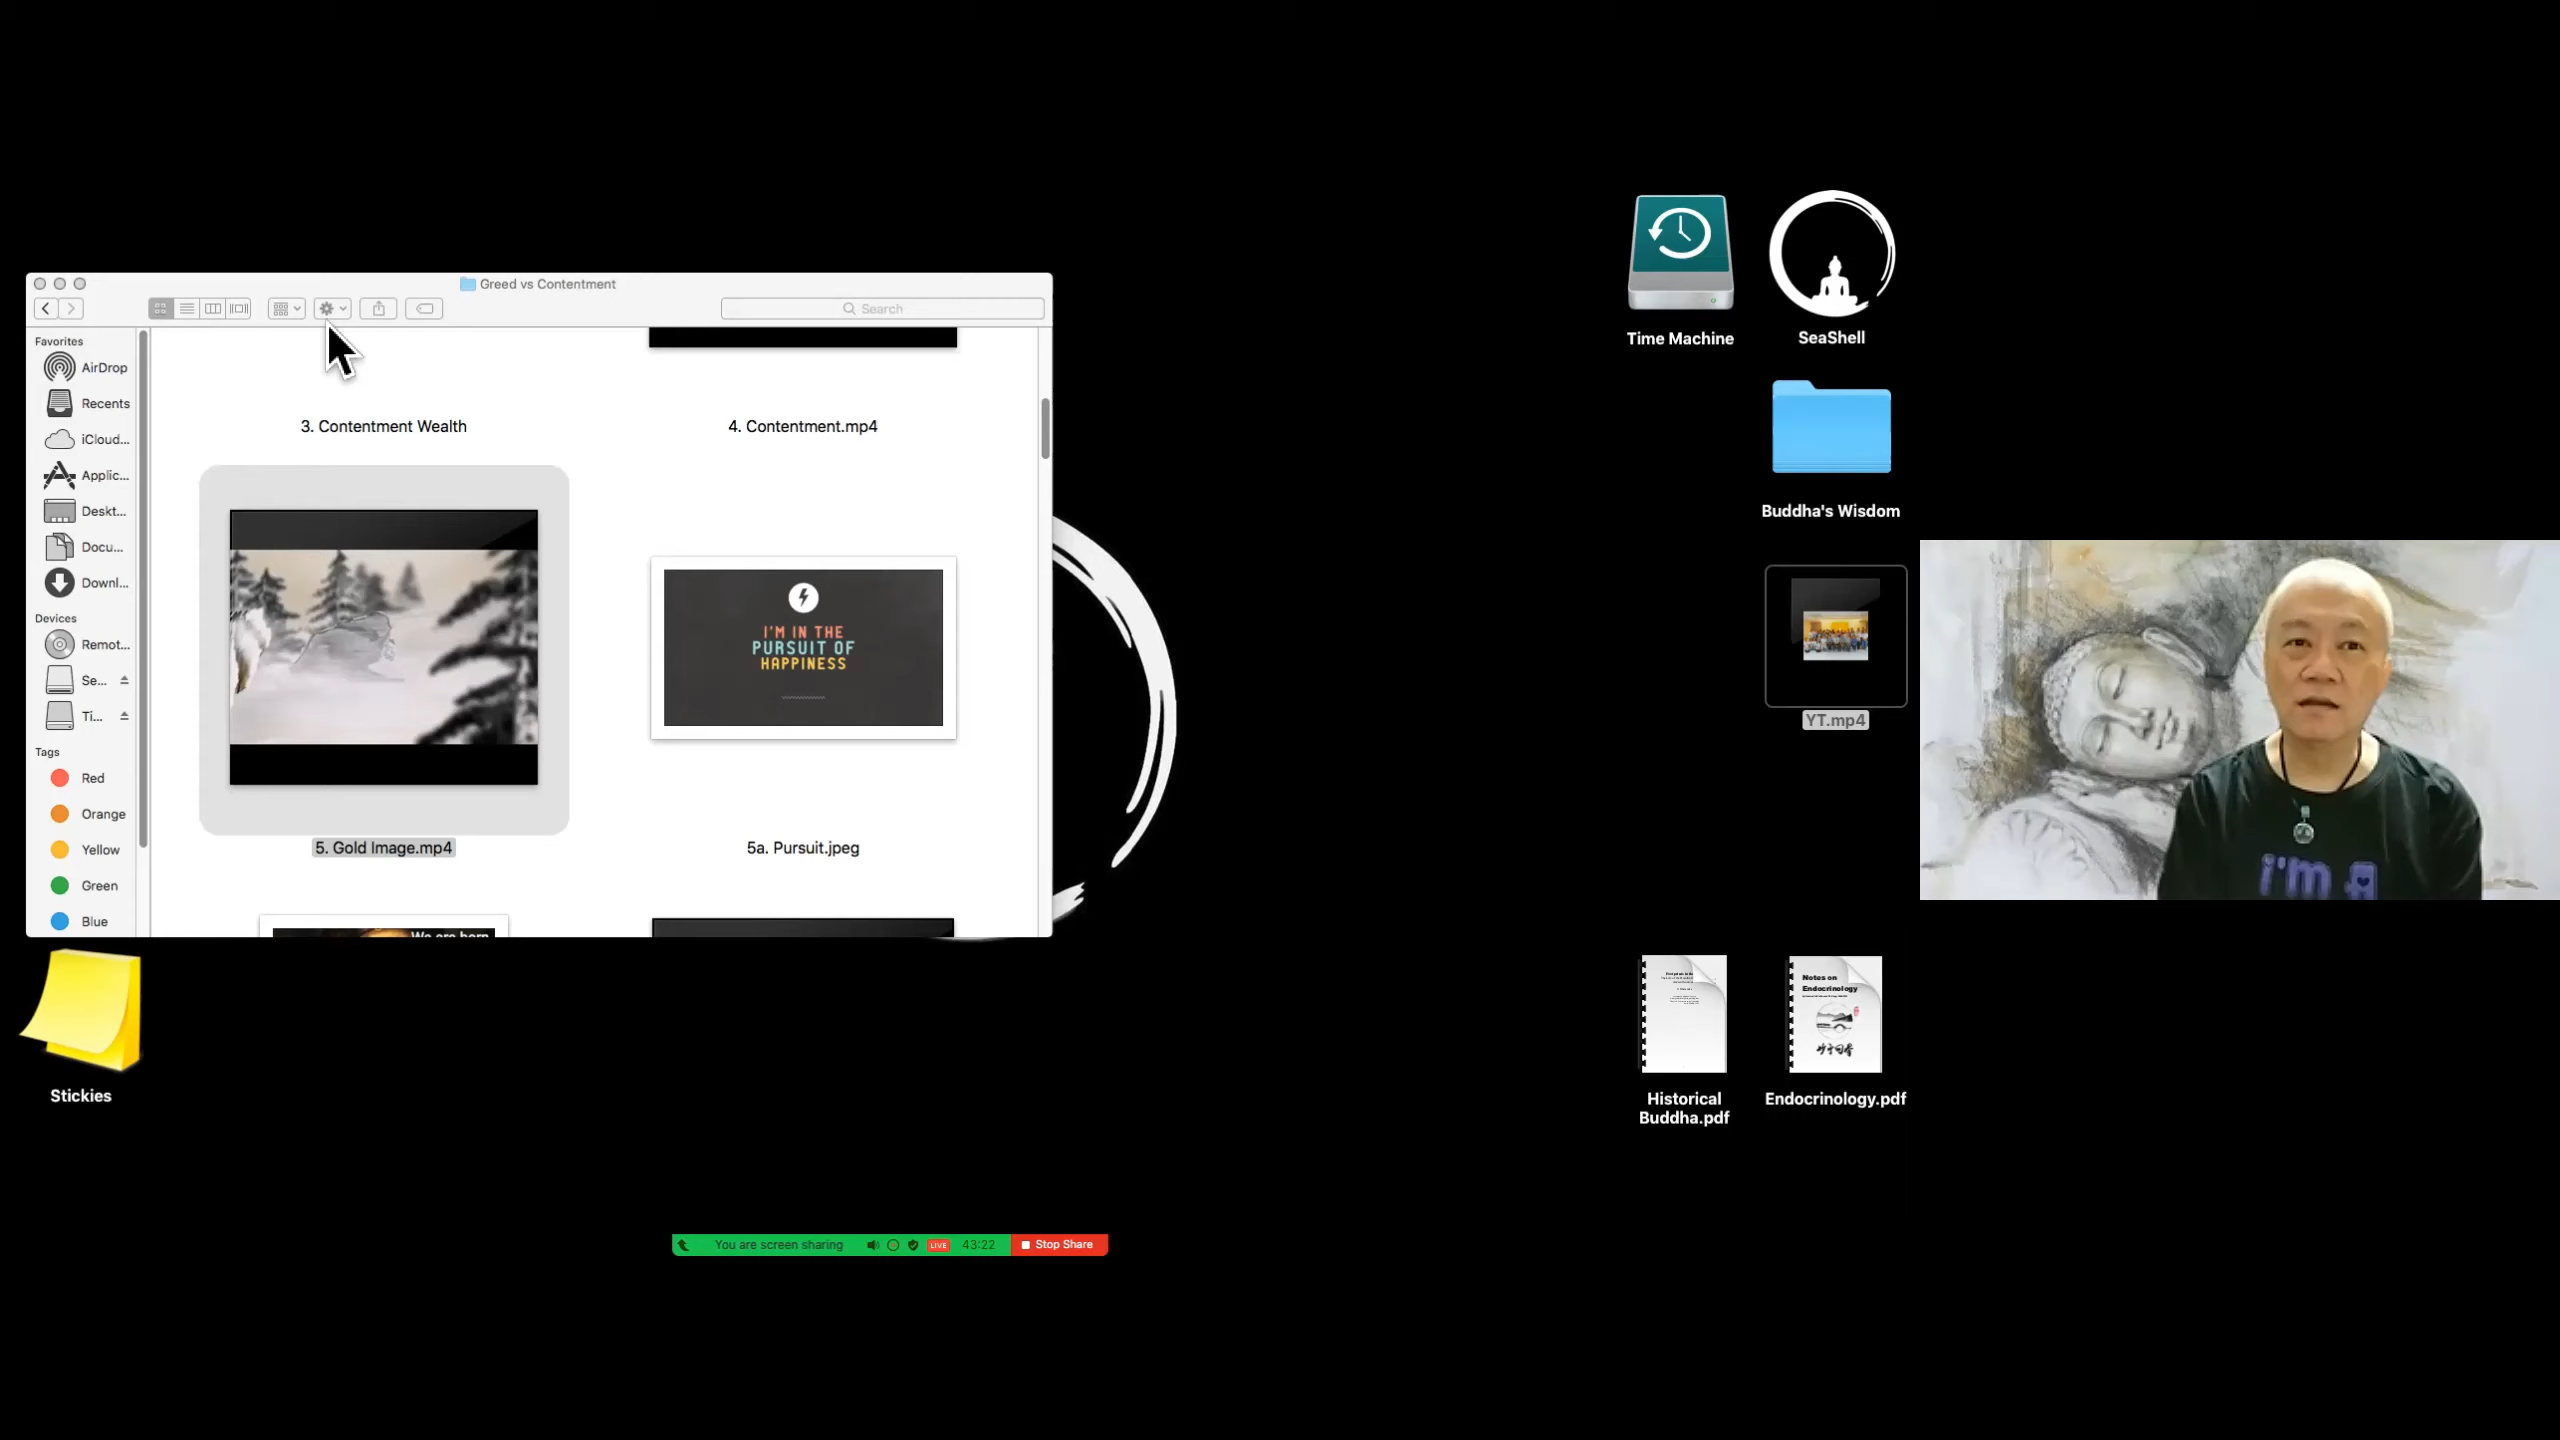 Greed vs Contentment
Search
Favorites
AirDrop
Recents
iCloud...
Applic...
Deskt...
Docu...
Downl...
Devices
Remot...
Se...
Ti...
Tags
Red
Orange
Yellow
Green
Blue
3. Contentment Wealth
4. Contentment.mp4
I'M IN THE
PURSUIT OF
HAPPINESS
5. Gold Image.mp4
5a. Pursuit.jpeg
We are born
Stickies
Time Machine
SeaShell
Buddha's Wisdom
YT.mp4
i'm A
Notes on
Endocrinology
Historical
Buddha.pdf
Endocrinology.pdf
You are screen sharing
LIVE
43:22
Stop Share